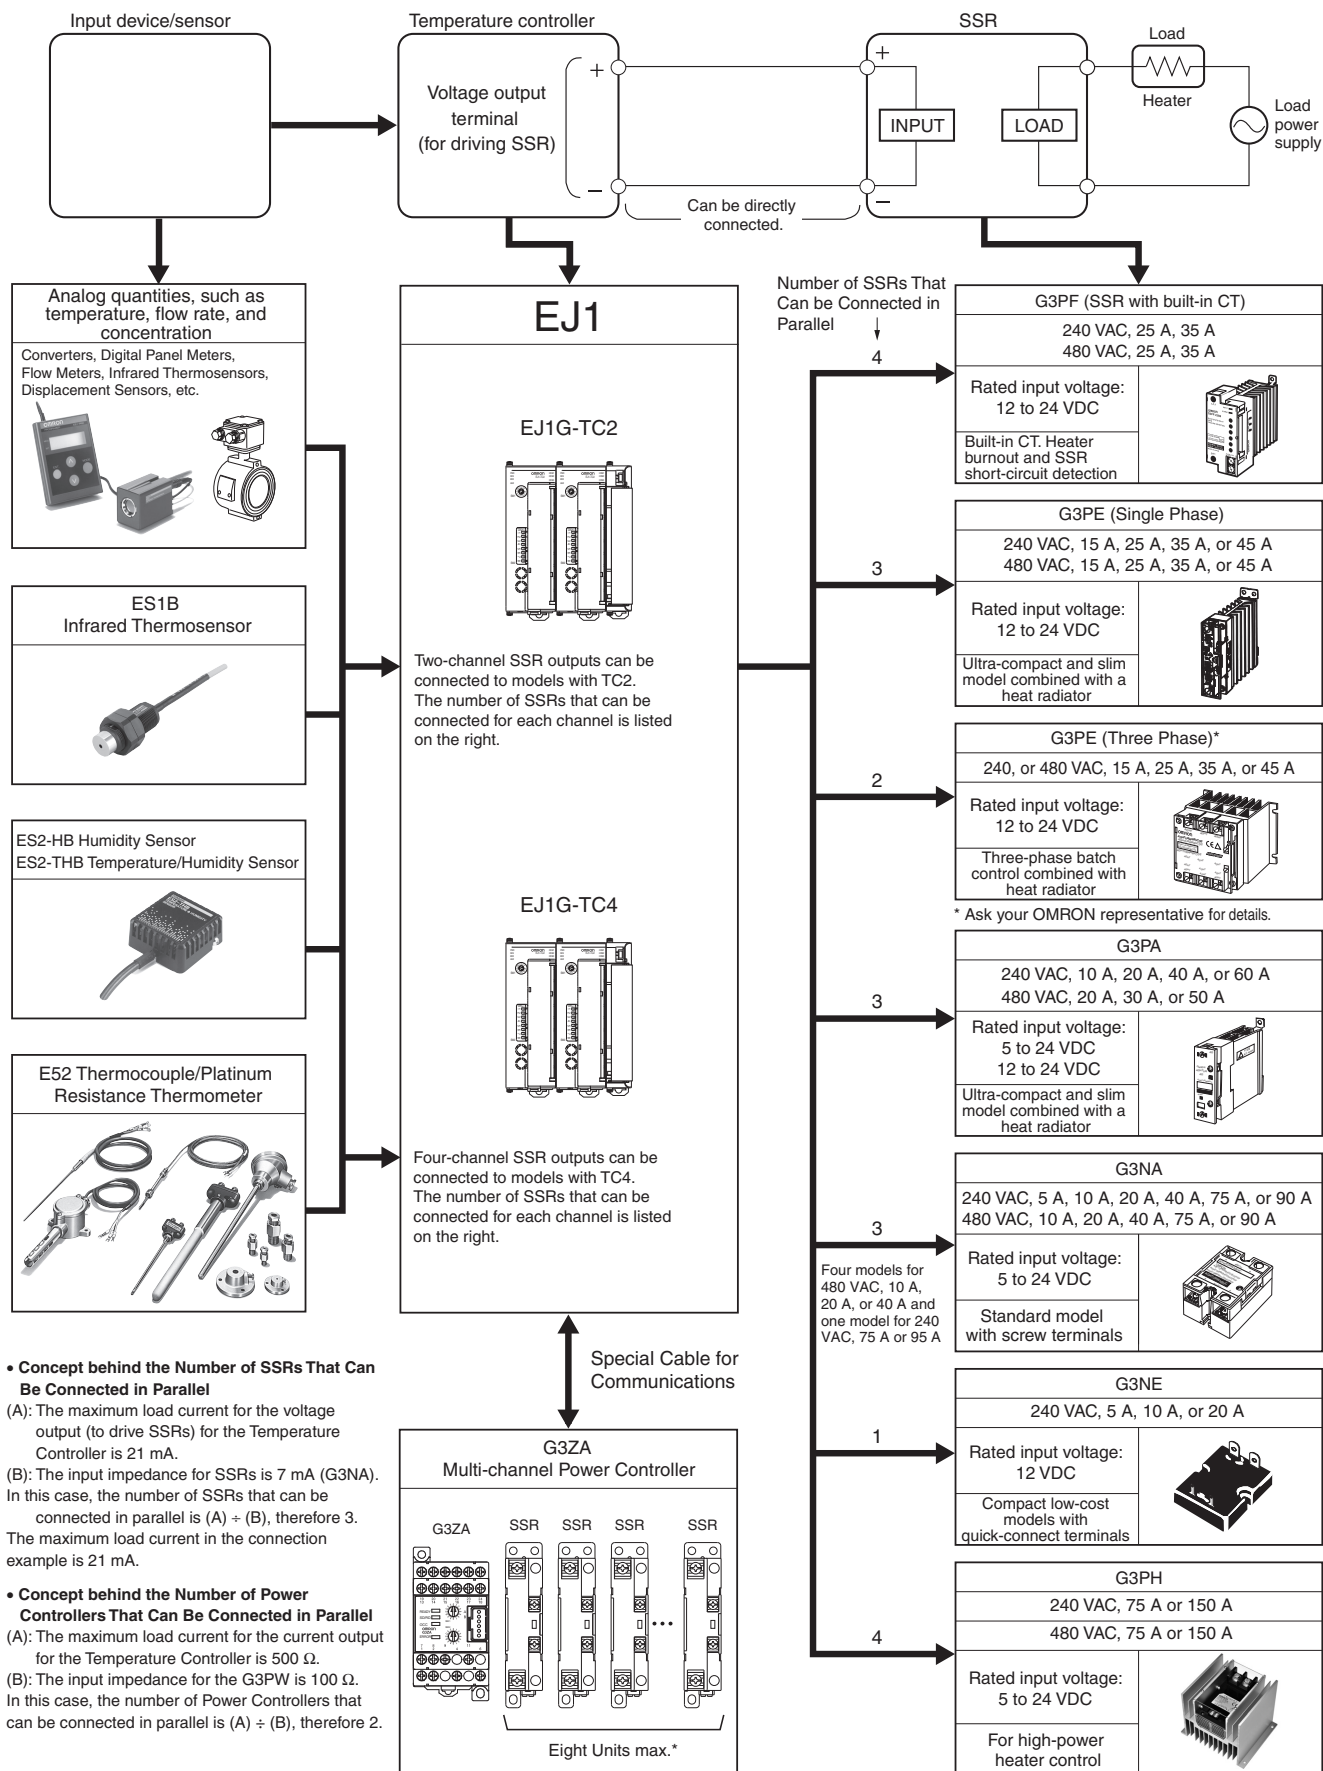 Input device/sensor
Temperature controller
SSR
Load
Voltage output
terminal
(for driving SSR)
+
−
+
−
INPUT
LOAD
Heater
Load
power
supply
Can be directly
connected.
Analog quantities, such as
temperature, flow rate, and
concentration
Converters, Digital Panel Meters,
Flow Meters, Infrared Thermosensors,
Displacement Sensors, etc.
OMRON
ES1B
Infrared Thermosensor
ES2-HB Humidity Sensor
ES2-THB Temperature/Humidity Sensor
E52 Thermocouple/Platinum
Resistance Thermometer
• Concept behind the Number of SSRs That Can
Be Connected in Parallel
(A): The maximum load current for the voltage
output (to drive SSRs) for the Temperature
Controller is 21 mA.
(B): The input impedance for SSRs is 7 mA (G3NA).
In this case, the number of SSRs that can be
connected in parallel is (A) ÷ (B), therefore 3.
The maximum load current in the connection
example is 21 mA.
• Concept behind the Number of Power
Controllers That Can Be Connected in Parallel
(A): The maximum load current for the current output
for the Temperature Controller is 500 Ω.
(B): The input impedance for the G3PW is 100 Ω.
In this case, the number of Power Controllers that
can be connected in parallel is (A) ÷ (B), therefore 2.
EJ1
EJ1G-TC2
omron
Two-channel SSR outputs can be
connected to models with TC2.
The number of SSRs that can be
connected for each channel is listed
on the right.
EJ1G-TC4
omron
Four-channel SSR outputs can be
connected to models with TC4.
The number of SSRs that can be
connected for each channel is listed
on the right.
Special Cable for
Communications
G3ZA
Multi-channel Power Controller
G3ZA
SSR
SSR
SSR
SSR
Eight Units max.*
Number of SSRs That
Can be Connected in
Parallel
4
G3PF (SSR with built-in CT)
240 VAC, 25 A, 35 A
480 VAC, 25 A, 35 A
Rated input voltage:
12 to 24 VDC
Built-in CT. Heater
burnout and SSR
short-circuit detection
3
G3PE (Single Phase)
240 VAC, 15 A, 25 A, 35 A, or 45 A
480 VAC, 15 A, 25 A, 35 A, or 45 A
Rated input voltage:
12 to 24 VDC
Ultra-compact and slim
model combined with a
heat radiator
2
G3PE (Three Phase)*
240, or 480 VAC, 15 A, 25 A, 35 A, or 45 A
Rated input voltage:
12 to 24 VDC
Three-phase batch
control combined with
heat radiator
* Ask your OMRON representative for details.
3
G3PA
240 VAC, 10 A, 20 A, 40 A, or 60 A
480 VAC, 20 A, 30 A, or 50 A
Rated input voltage:
5 to 24 VDC
12 to 24 VDC
Ultra-compact and slim
model combined with a
heat radiator
3
Four models for
480 VAC, 10 A,
20 A, or 40 A and
one model for 240
VAC, 75 A or 95 A
G3NA
240 VAC, 5 A, 10 A, 20 A, 40 A, 75 A, or 90 A
480 VAC, 10 A, 20 A, 40 A, 75 A, or 90 A
Rated input voltage:
5 to 24 VDC
Standard model
with screw terminals
1
G3NE
240 VAC, 5 A, 10 A, or 20 A
Rated input voltage:
12 VDC
Compact low-cost
models with
quick-connect terminals
4
G3PH
240 VAC, 75 A or 150 A
480 VAC, 75 A or 150 A
Rated input voltage:
5 to 24 VDC
For high-power
heater control